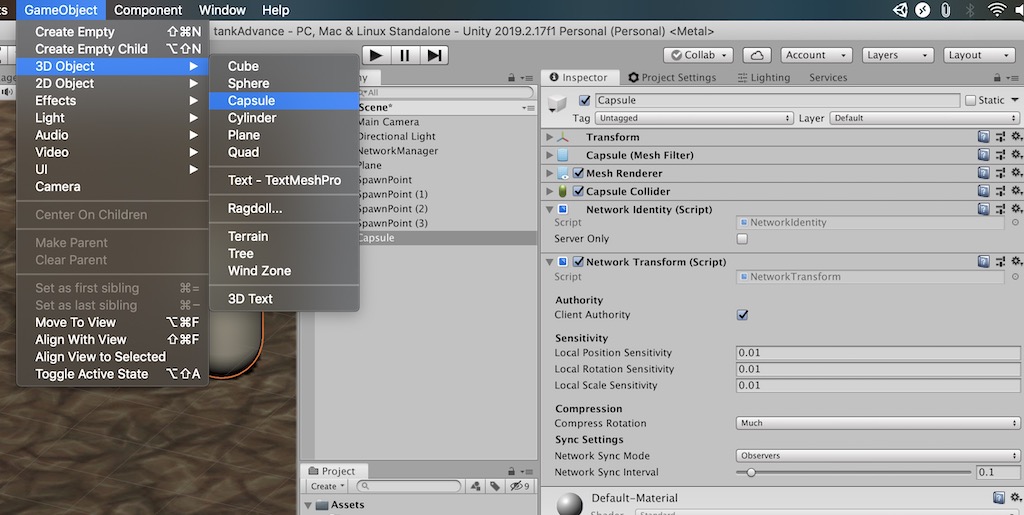 ts GameObject Component Window Help
tankAdvance - PC, Mac & Linux Standalone - Unity 2019.2.17f1 Personal (Personal) <Metal>
Create Empty ⇧⌘N
Create Empty Child ⌥⇧N
3D Object ▶
2D Object ▶
Effects ▶
Light ▶
Audio ▶
Video ▶
UI ▶
Camera
Center On Children
Make Parent
Clear Parent
Set as first sibling ⌘=
Set as last sibling ⌘−
Move To View ⌥⌘F
Align With View ⇧⌘F
Align View to Selected
Toggle Active State ⌥⇧A
Cube
Sphere
Capsule
Cylinder
Plane
Quad
Text - TextMeshPro
Ragdoll...
Terrain
Tree
Wind Zone
3D Text
Collab Account Layers Layout
hy
All
Scene*
Main Camera
Directional Light
NetworkManager
Plane
SpawnPoint
SpawnPoint (1)
SpawnPoint (2)
SpawnPoint (3)
Capsule
Project
Create 9
Assets
Inspector Project Settings Lighting Services
Capsule Static
Tag Untagged Layer Default
Transform
Capsule (Mesh Filter)
Mesh Renderer
Capsule Collider
Network Identity (Script)
Script NetworkIdentity
Server Only
Network Transform (Script)
Script NetworkTransform
Authority
Client Authority
Sensitivity
Local Position Sensitivity 0.01
Local Rotation Sensitivity 0.01
Local Scale Sensitivity 0.01
Compression
Compress Rotation Much
Sync Settings
Network Sync Mode Observers
Network Sync Interval 0.1
Default-Material
Shader Standard